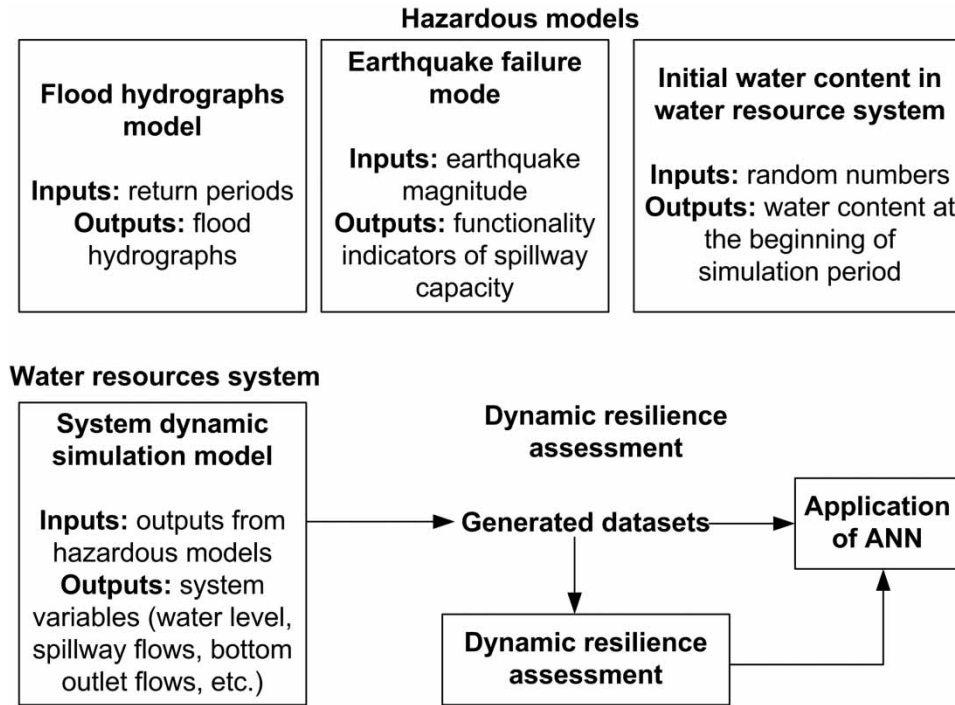 Hazardous models
Flood hydrographs
model
Inputs: return periods
Outputs: flood
hydrographs
Earthquake failure
mode
Inputs: earthquake
magnitude
Outputs: functionality
indicators of spillway
capacity
Initial water content in
water resource system
Inputs: random numbers
Outputs: water content at
the beginning of
simulation period
Water resources system
System dynamic
simulation model
Inputs: outputs from
hazardous models
Outputs: system
variables (water level,
spillway flows, bottom
outlet flows, etc.)
Dynamic resilience
assessment
Generated datasets
Application
of ANN
Dynamic resilience
assessment